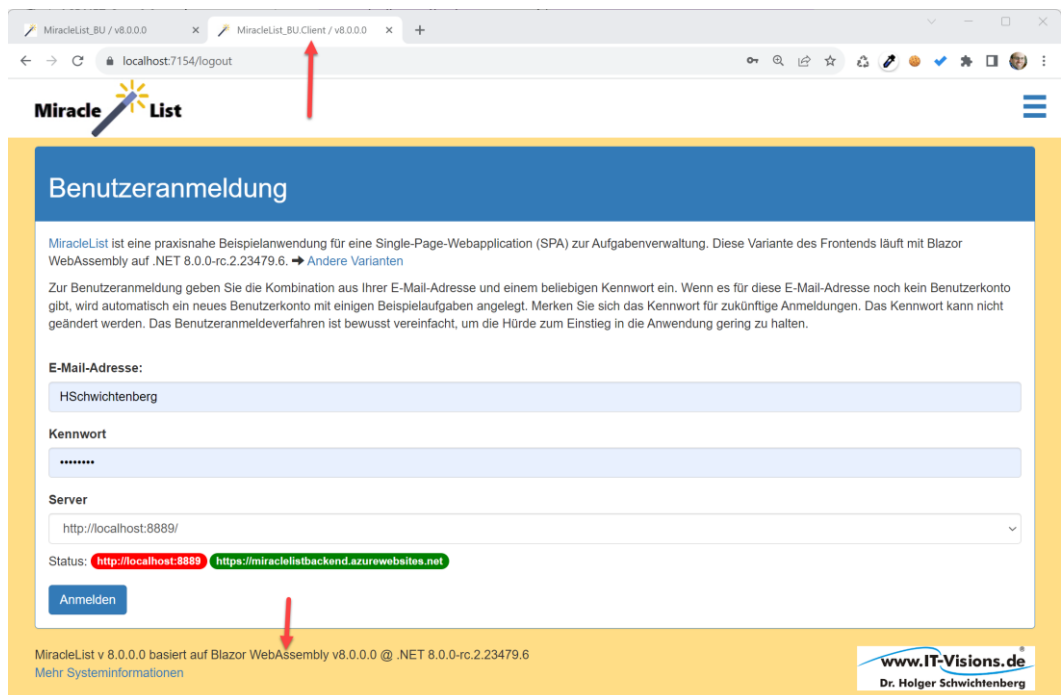 MiracleList_BU / v8.0.0.0
MiracleList_BU.Client / v8.0.0.0
localhost:7154/logout
Miracle List
Benutzeranmeldung
MiracleList ist eine praxisnahe Beispielanwendung für eine Single-Page-Webapplication (SPA) zur Aufgabenverwaltung. Diese Variante des Frontends läuft mit Blazor
WebAssembly auf .NET 8.0.0-rc.2.23479.6. ➡ Andere Varianten
Zur Benutzeranmeldung geben Sie die Kombination aus Ihrer E-Mail-Adresse und einem beliebigen Kennwort ein. Wenn es für diese E-Mail-Adresse noch kein Benutzerkonto
gibt, wird automatisch ein neues Benutzerkonto mit einigen Beispielaufgaben angelegt. Merken Sie sich das Kennwort für zukünftige Anmeldungen. Das Kennwort kann nicht
geändert werden. Das Benutzeranmeldeverfahren ist bewusst vereinfacht, um die Hürde zum Einstieg in die Anwendung gering zu halten.
E-Mail-Adresse:
HSchwichtenberg
Kennwort
••••••••
Server
http://localhost:8889/
Status: http://localhost:8889 https://miraclelistbackend.azurewebsites.net
Anmelden
MiracleList v 8.0.0.0 basiert auf Blazor WebAssembly v8.0.0.0 @ .NET 8.0.0-rc.2.23479.6
Mehr Systeminformationen
www.IT-Visions.de
Dr. Holger Schwichtenberg